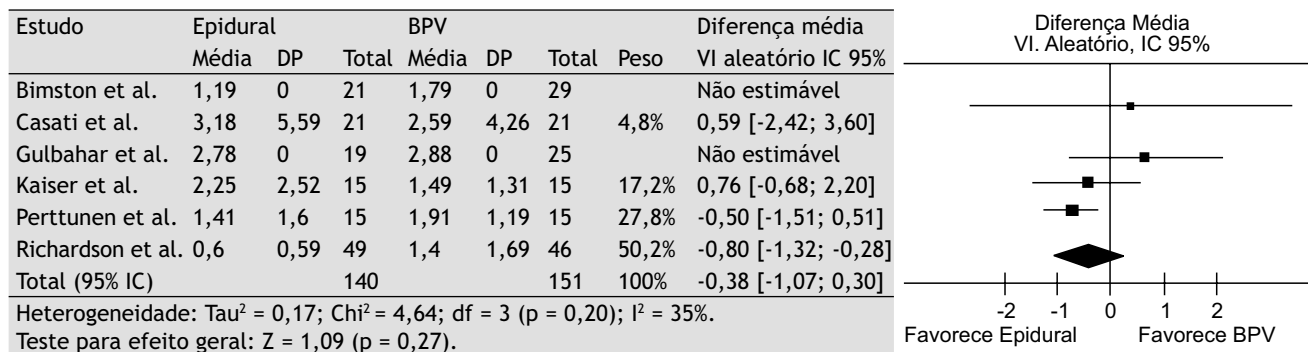 Estudo Epidural BPV Diferença média
Média DP Total Média DP Total Peso VI aleatório IC 95%
Bimston et al. 1,19 0 21 1,79 0 29 Não estimável
Casati et al. 3,18 5,59 21 2,59 4,26 21 4,8% 0,59 [-2,42; 3,60]
Gulbahar et al. 2,78 0 19 2,88 0 25 Não estimável
Kaiser et al. 2,25 2,52 15 1,49 1,31 15 17,2% 0,76 [-0,68; 2,20]
Perttunen et al. 1,41 1,6 15 1,91 1,19 15 27,8% -0,50 [-1,51; 0,51]
Richardson et al. 0,6 0,59 49 1,4 1,69 46 50,2% -0,80 [-1,32; -0,28]
Total (95% IC) 140 151 100% -0,38 [-1,07; 0,30]
Heterogeneidade: Tau² = 0,17; Chi² = 4,64; df = 3 (p = 0,20); I² = 35%.
Teste para efeito geral: Z = 1,09 (p = 0,27).
Diferença Média
VI. Aleatório, IC 95%
-2 -1 0 1 2
Favorece Epidural Favorece BPV